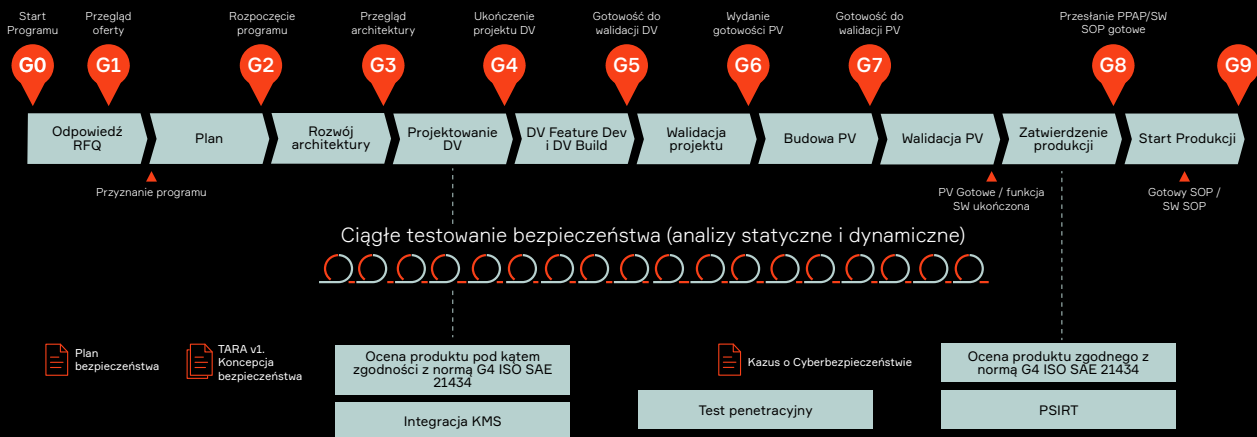 Start
Programu
Przegląd
oferty
Rozpoczęcie
programu
Przegląd
architektury
Ukończenie
projektu DV
Gotowość do
walidacji DV
Wydanie
gotowości PV
Gotowość do
walidacji PV
Przesłanie PPAP/SW
SOP gotowe
G0
G1
G2
G3
G4
G5
G6
G7
G8
G9
Odpowiedź
RFQ
Plan
Rozwój
architektury
Projektowanie
DV
DV Feature Dev
i DV Build
Walidacja
projektu
Budowa PV
Walidacja PV
Zatwierdzenie
produkcji
Start Produkcji
Przyznanie programu
PV Gotowe / funkcja
SW ukończona
Gotowy SOP /
SW SOP
Ciągłe testowanie bezpieczeństwa (analizy statyczne i dynamiczne)
Plan
bezpieczeństwa
TARA v1.
Koncepcja
bezpieczeństwa
Ocena produktu pod kątem
zgodności z normą G4 ISO SAE
21434
Integracja KMS
Kazus o Cyberbezpieczeństwie
Test penetracyjny
Ocena produktu zgodnego z
normą G4 ISO SAE 21434
PSIRT